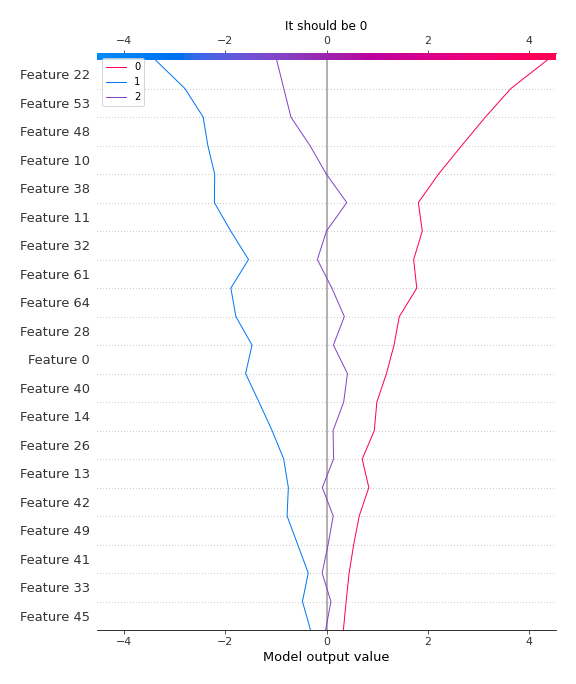 It should be 0
−4 −2 0 2 4
0
1
2
Feature 22
Feature 53
Feature 48
Feature 10
Feature 38
Feature 11
Feature 32
Feature 61
Feature 64
Feature 28
Feature 0
Feature 40
Feature 14
Feature 26
Feature 13
Feature 42
Feature 49
Feature 41
Feature 33
Feature 45
−4 −2 0 2 4
Model output value